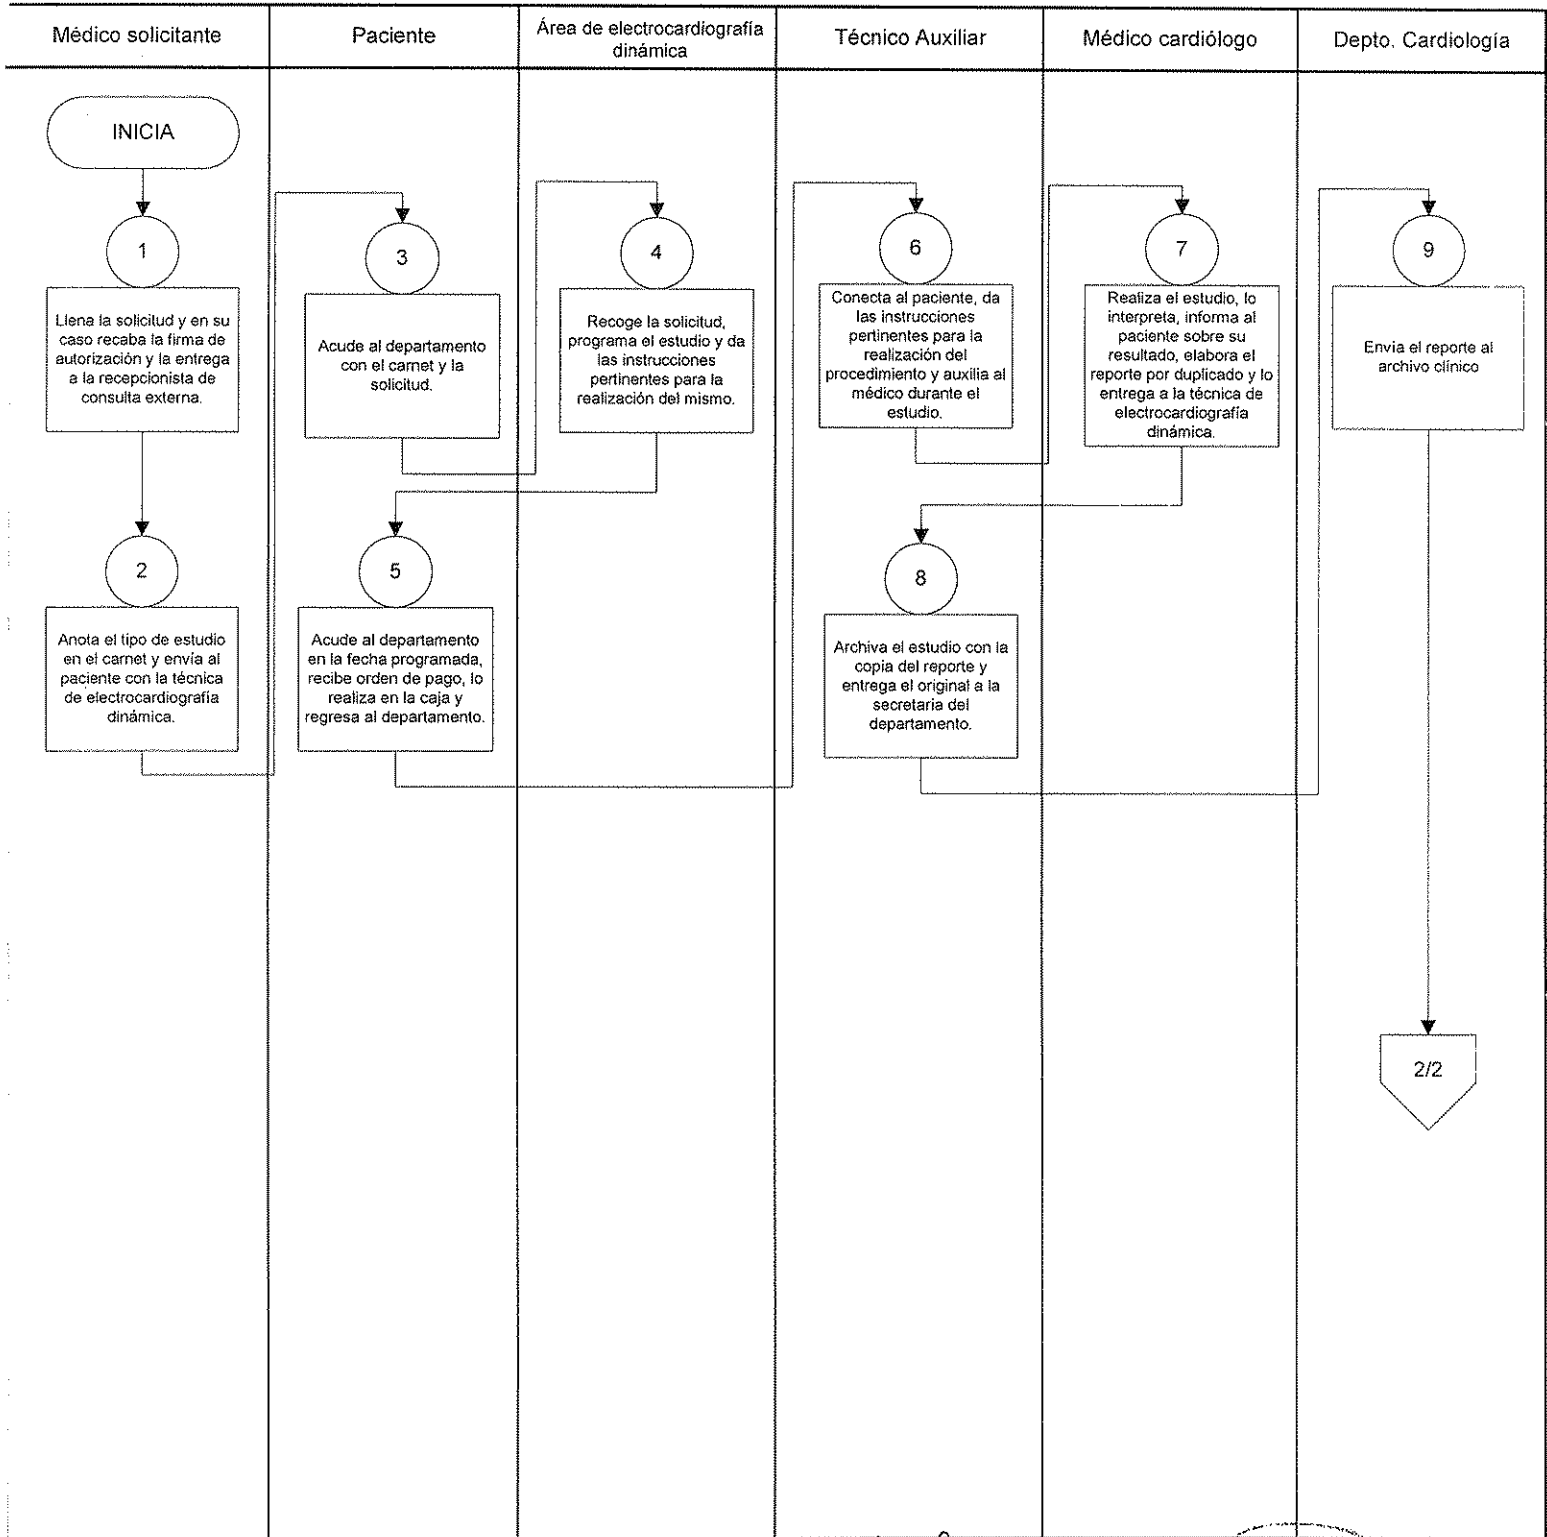 Médico solicitante
Paciente
Área de electrocardiografía
dinámica
Técnico Auxiliar
Médico cardiólogo
Depto. Cardiología
INICIA
1
Llena la solicitud y en su
caso recaba la firma de
autorización y la entrega
a la recepcionista de
consulta externa.
2
Anota el tipo de estudio
en el carnet y envía al
paciente con la técnica
de electrocardiografía
dinámica.
3
Acude al departamento
con el carnet y la
solicitud.
4
Recoge la solicitud,
programa el estudio y da
las instrucciones
pertinentes para la
realización del mismo.
5
Acude al departamento
en la fecha programada,
recibe orden de pago, lo
realiza en la caja y
regresa al departamento.
6
Conecta al paciente, da
las instrucciones
pertinentes para la
realización del
procedimiento y auxilia al
médico durante el
estudio.
7
Realiza el estudio, lo
interpreta, informa al
paciente sobre su
resultado, elabora el
reporte por duplicado y lo
entrega a la técnica de
electrocardiografía
dinámica.
8
Archiva el estudio con la
copia del reporte y
entrega el original a la
secretaria del
departamento.
9
Envía el reporte al
archivo clínico
2/2